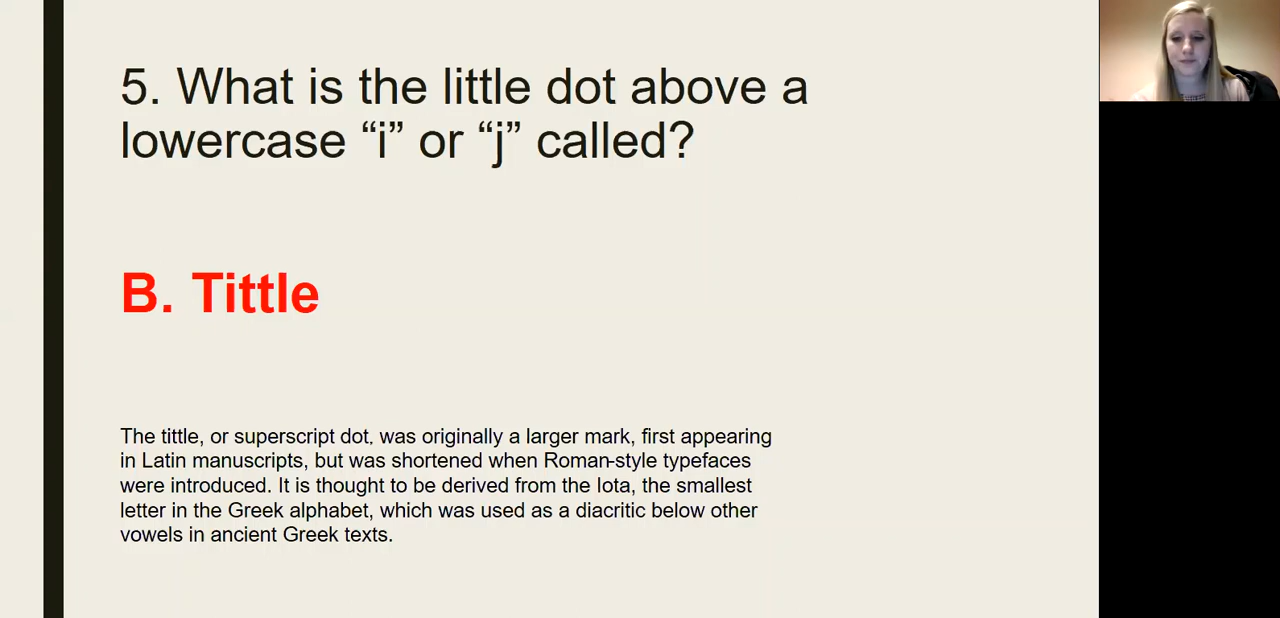 5. What is the little dot above a
lowercase “i” or “j” called?
B. Tittle
The tittle, or superscript dot, was originally a larger mark, first appearing
in Latin manuscripts, but was shortened when Roman-style typefaces
were introduced. It is thought to be derived from the Iota, the smallest
letter in the Greek alphabet, which was used as a diacritic below other
vowels in ancient Greek texts.